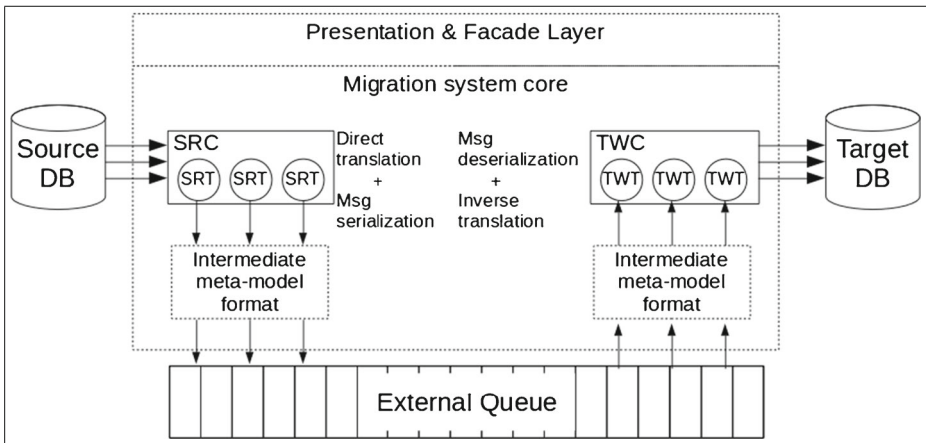 Presentation & Facade Layer
Migration system core
Source
DB
SRC
SRT
SRT
SRT
Direct
translation
+
Msg
serialization
Msg
deserialization
+
Inverse
translation
TWC
TWT
TWT
TWT
Target
DB
Intermediate
meta-model
format
Intermediate
meta-model
format
External Queue